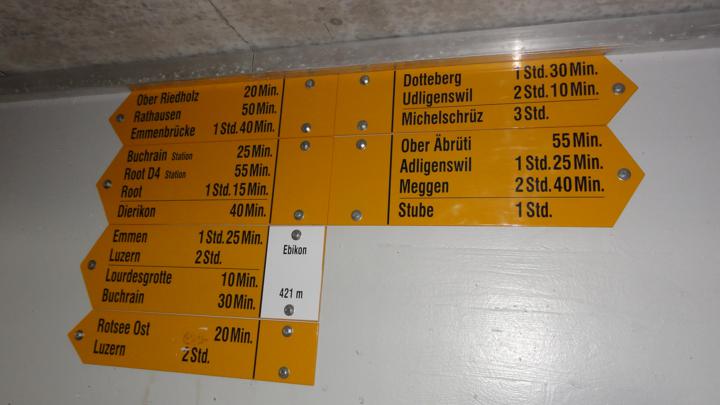 Ober Riedholz 20 Min.
Rathausen 50 Min.
Emmenbrücke 1 Std. 40 Min.
Buchrain Station 25 Min.
Root D4 Station 55 Min.
Root 1 Std. 15 Min.
Dierikon 40 Min.
Emmen 1 Std. 25 Min.
Luzern 2 Std.
Lourdesgrotte 10 Min.
Buchrain 30 Min.
Rotsee Ost 20 Min.
Luzern 2 Std.
Ebikon
421 m
Dotteberg 1 Std. 30 Min.
Udligenswil 2 Std. 10 Min.
Michelschrüz 3 Std.
Ober Äbrüti 55 Min.
Adligenswil 1 Std. 25 Min.
Meggen 2 Std. 40 Min.
Stube 1 Std.